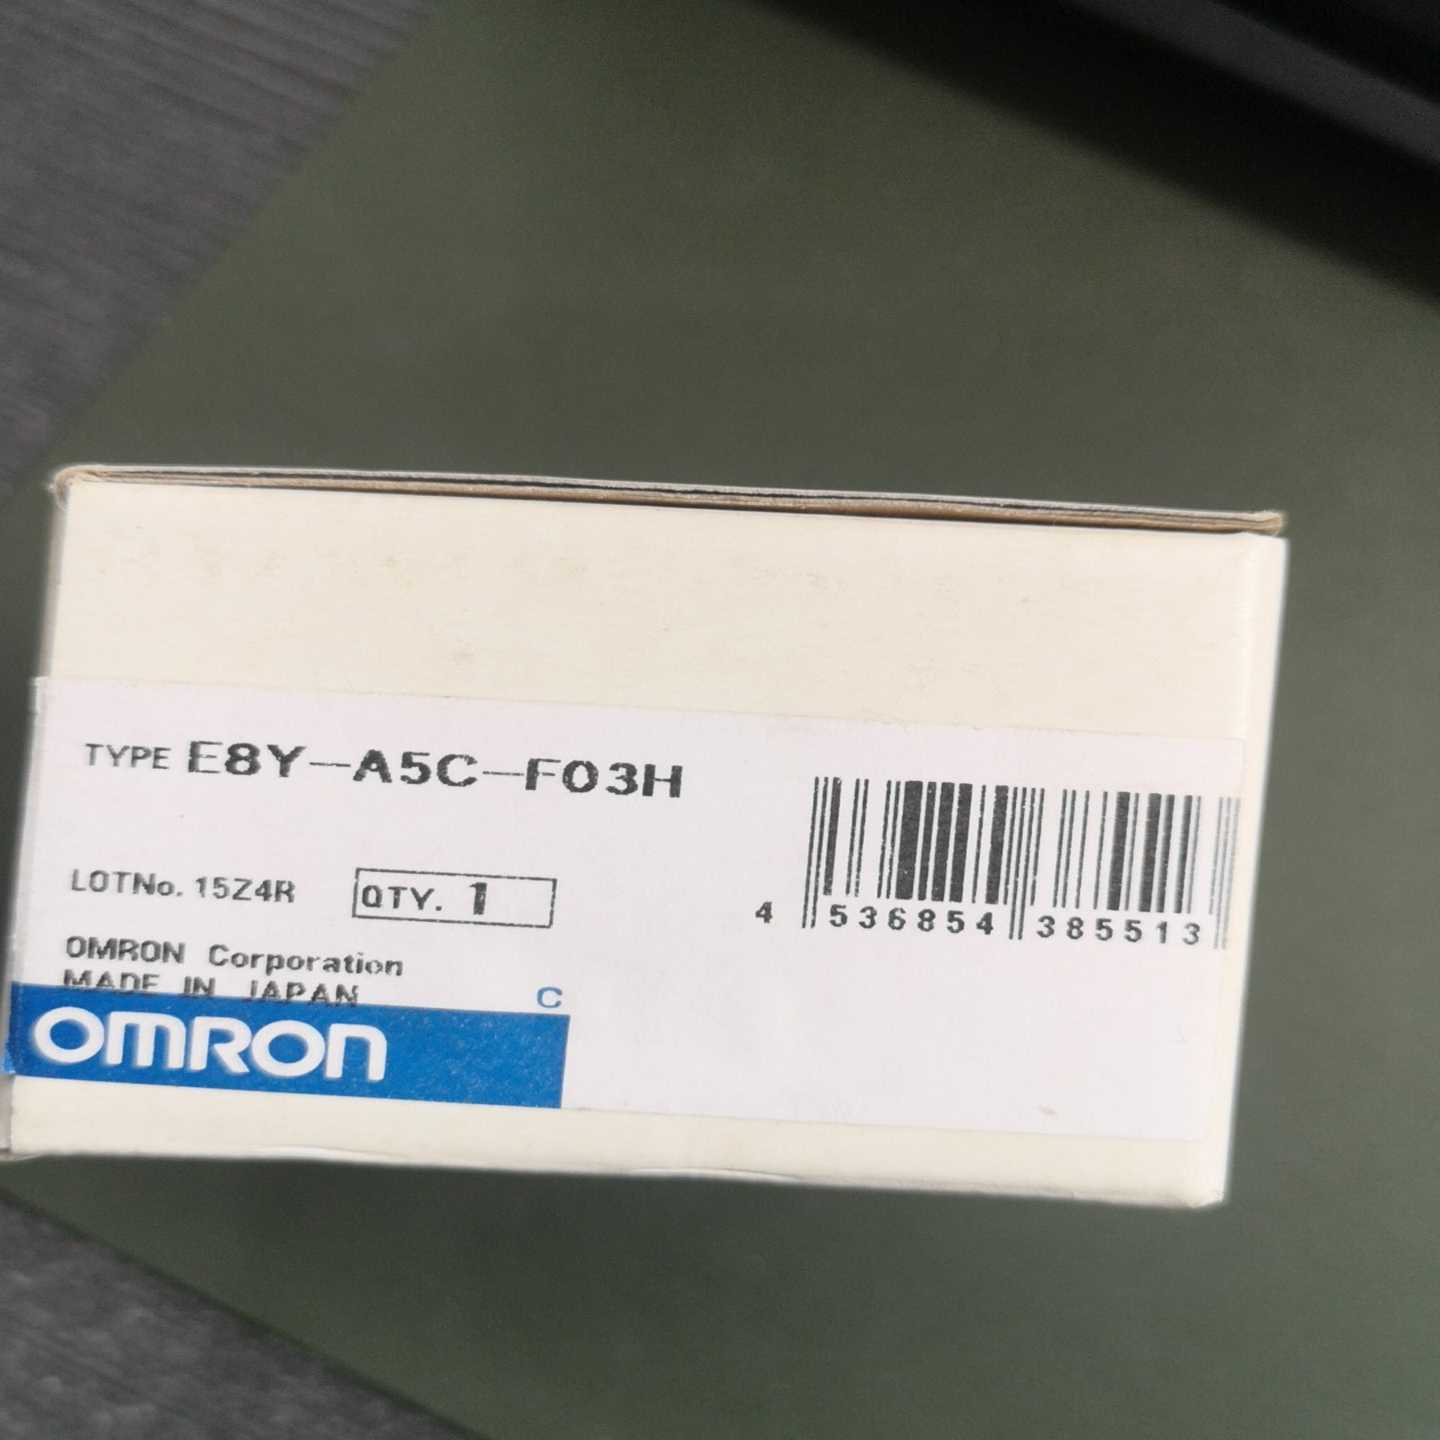 TYPE E8Y-A5C-F03H
LOTNo. 15Z4R QTY. 1
4 536854 385513
OMRON Corporation
MADE IN JAPAN C
OMRON